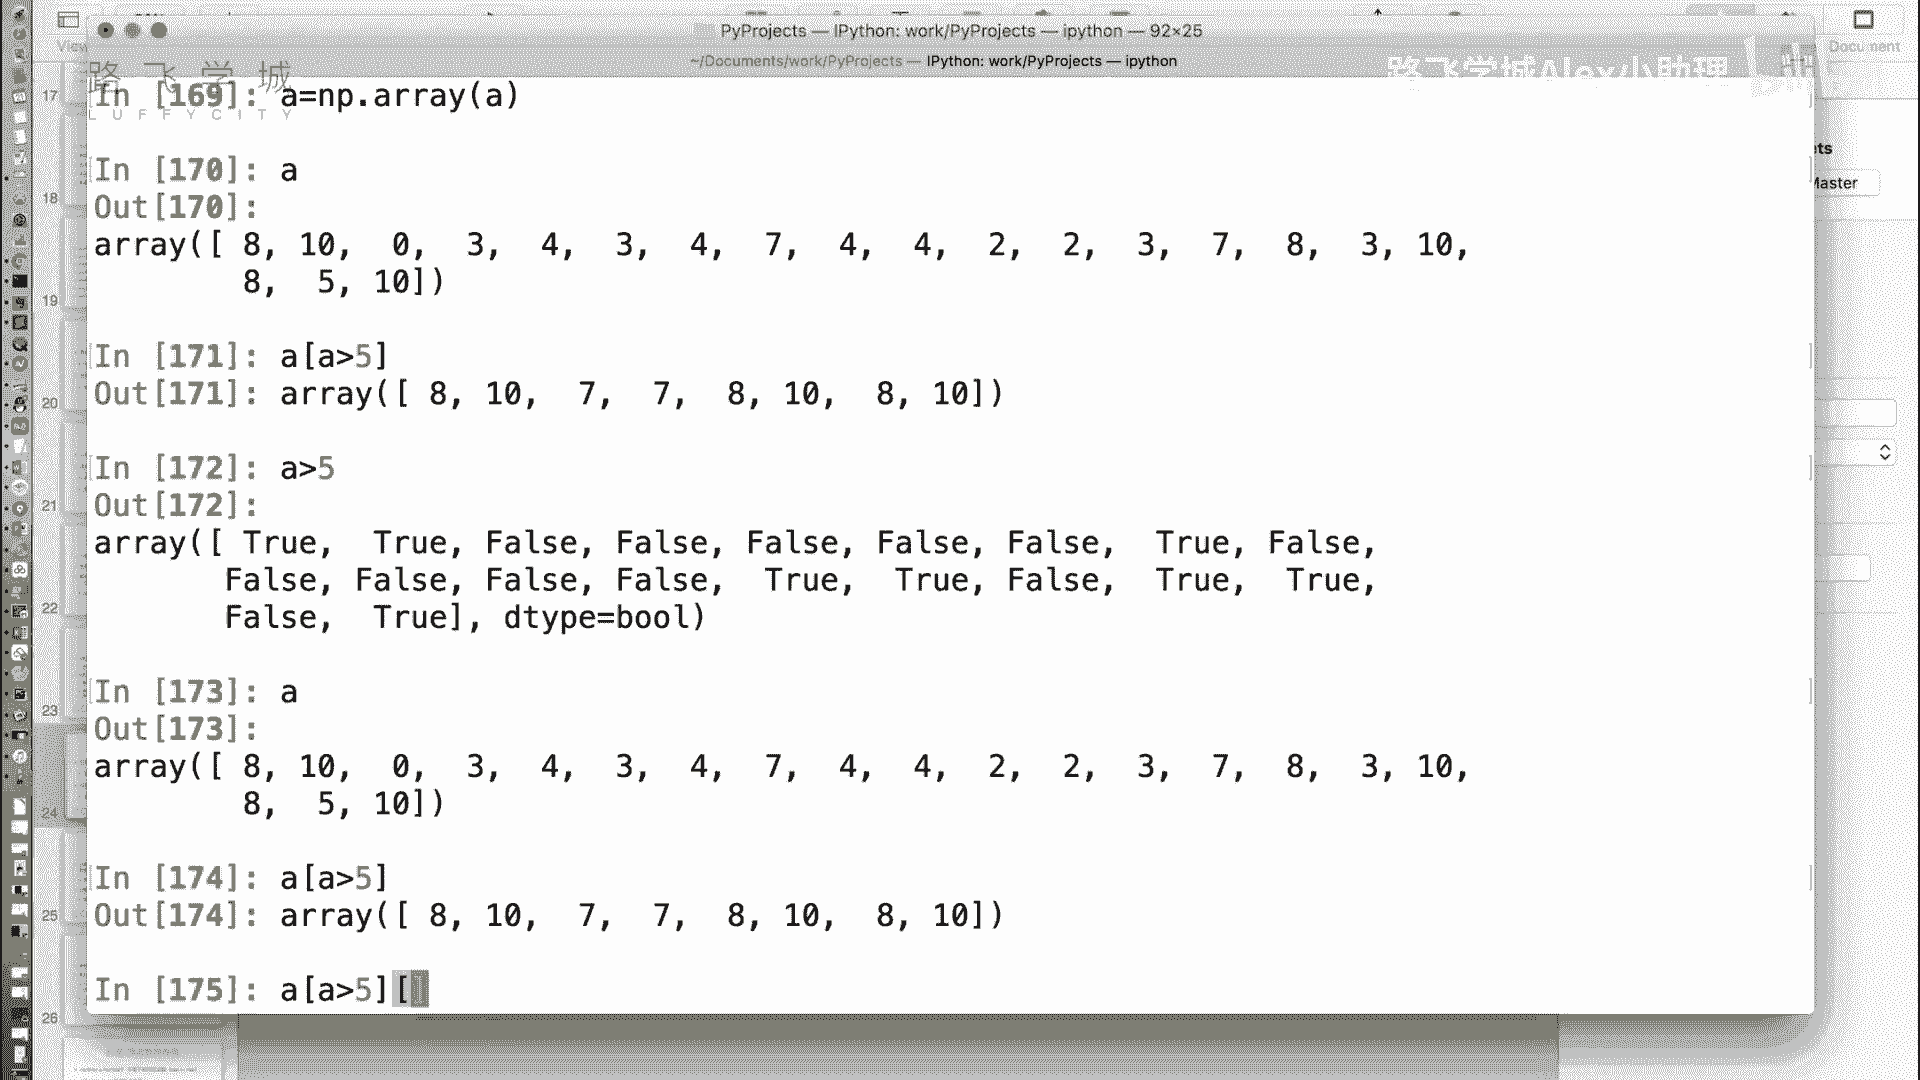 PyProjects — IPython: work/PyProjects — ipython — 92×25
~/Documents/work/PyProjects — IPython: work/PyProjects — ipython
View
Document
路飞学城
LUFFYCITY
路飞学城Alex小助理
In [169]: a=np.array(a)
In [170]: a
Out[170]:
array([ 8, 10, 0, 3, 4, 3, 4, 7, 4, 4, 2, 2, 3, 7, 8, 3, 10,
8, 5, 10])
In [171]: a[a>5]
Out[171]: array([ 8, 10, 7, 7, 8, 10, 8, 10])
In [172]: a>5
Out[172]:
array([ True, True, False, False, False, False, False, True, False,
False, False, False, False, True, True, False, True, True,
False, True], dtype=bool)
In [173]: a
Out[173]:
array([ 8, 10, 0, 3, 4, 3, 4, 7, 4, 4, 2, 2, 3, 7, 8, 3, 10,
8, 5, 10])
In [174]: a[a>5]
Out[174]: array([ 8, 10, 7, 7, 8, 10, 8, 10])
In [175]: a[a>5][]
17
18
19
20
21
22
23
24
25
26
ets
Master